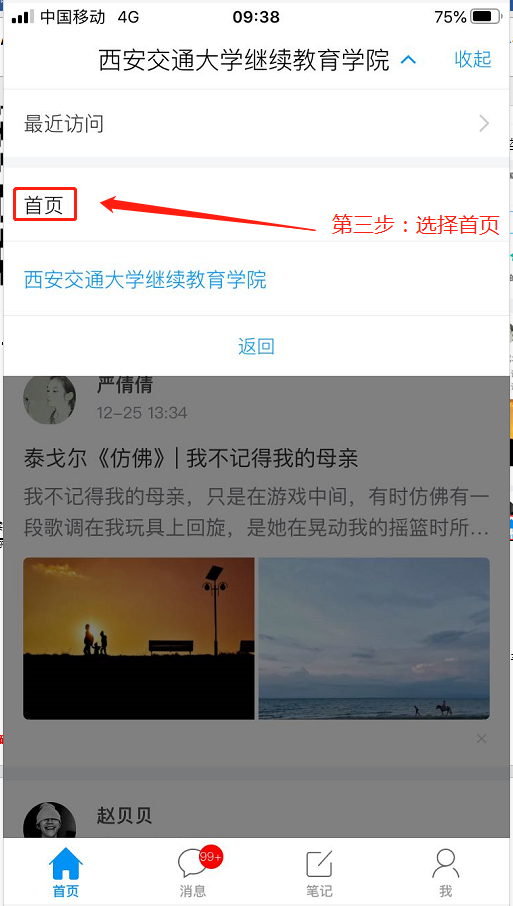 中国移动 4G 09:38 75%
西安交通大学继续教育学院 收起
最近访问
首页
第三步：选择首页
西安交通大学继续教育学院
返回
严倩倩
12-25 13:34
泰戈尔《仿佛》| 我不记得我的母亲
我不记得我的母亲，只是在游戏中间，有时仿佛有一
段歌调在我玩具上回旋，是她在晃动我的摇篮时所...
赵贝贝
99+
首页 消息 笔记 我